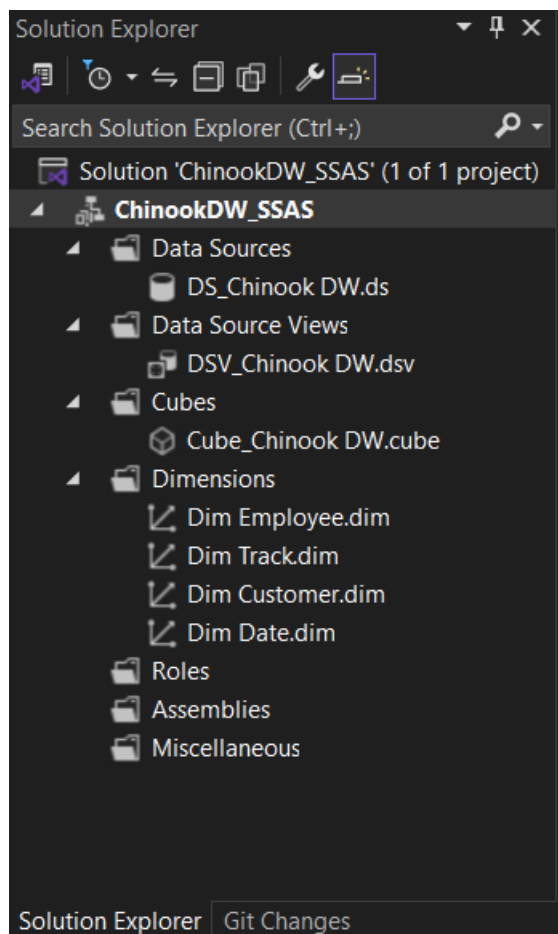 Solution Explorer
Search Solution Explorer (Ctrl+;)
Solution 'ChinookDW_SSAS' (1 of 1 project)
ChinookDW_SSAS
Data Sources
DS_Chinook DW.ds
Data Source Views
DSV_Chinook DW.dsv
Cubes
Cube_Chinook DW.cube
Dimensions
Dim Employee.dim
Dim Track.dim
Dim Customer.dim
Dim Date.dim
Roles
Assemblies
Miscellaneous
Solution Explorer Git Changes